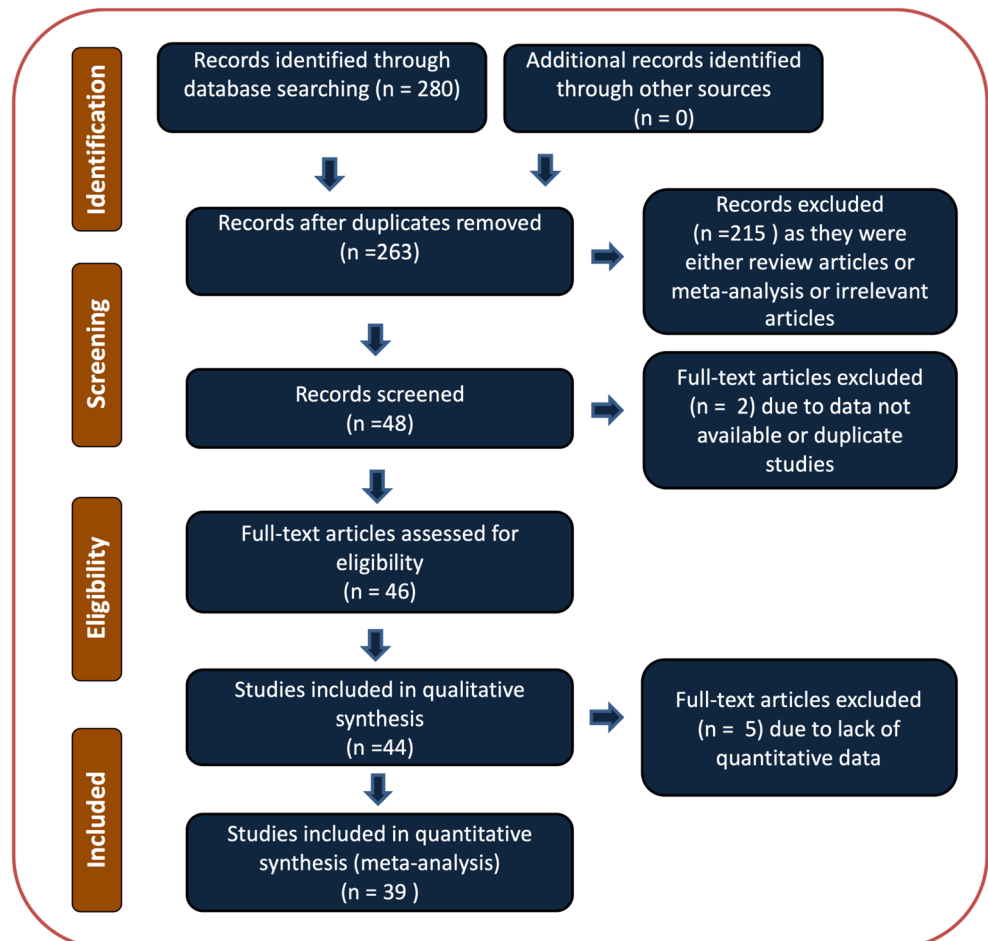 Identification
Records identified through
database searching (n = 280)
Additional records identified
through other sources
(n = 0)
Records after duplicates removed
(n =263)
Records excluded
(n =215 ) as they were
either review articles or
meta-analysis or irrelevant
articles
Screening
Records screened
(n =48)
Full-text articles excluded
(n =  2) due to data not
available or duplicate
studies
Eligibility
Full-text articles assessed for
eligibility
(n = 46)
Studies included in qualitative
synthesis
(n =44)
Full-text articles excluded
(n =  5) due to lack of
quantitative data
Included
Studies included in quantitative
synthesis (meta-analysis)
(n = 39 )